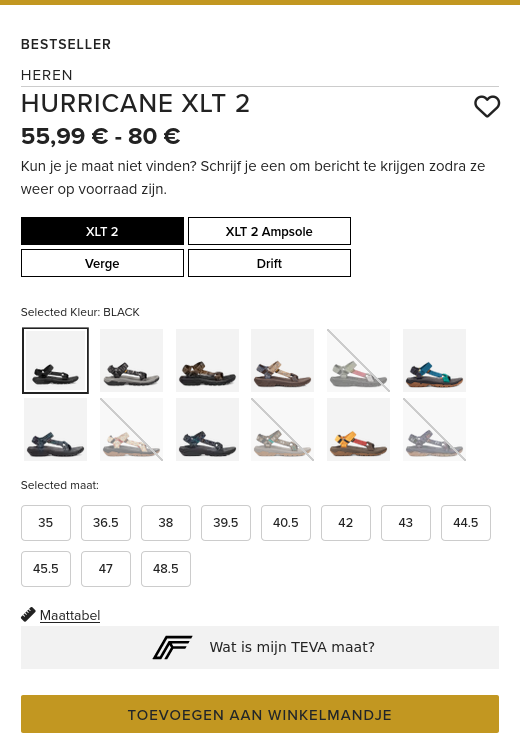 BESTSELLER
HEREN
HURRICANE XLT 2
55,99 € - 80 €
Kun je je maat niet vinden? Schrijf je een om bericht te krijgen zodra ze
weer op voorraad zijn.
XLT 2
XLT 2 Ampsole
Verge
Drift
Selected Kleur: BLACK
Selected maat:
35 36.5 38 39.5 40.5 42 43 44.5
45.5 47 48.5
Maattabel
Wat is mijn TEVA maat?
TOEVOEGEN AAN WINKELMANDJE